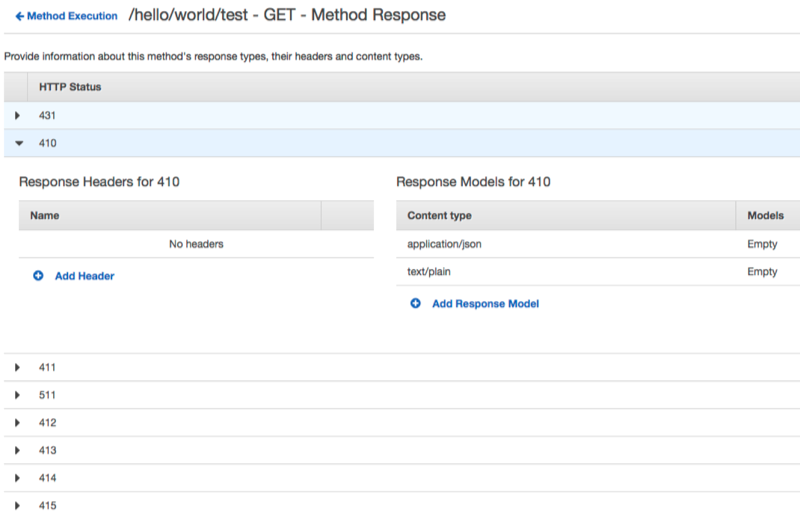 Method Execution /hello/world/test - GET - Method Response
Provide information about this method's response types, their headers and content types.
HTTP Status
431
410
Response Headers for 410
Name
No headers
Add Header
Response Models for 410
Content type Models
application/json Empty
text/plain Empty
Add Response Model
411
511
412
413
414
415